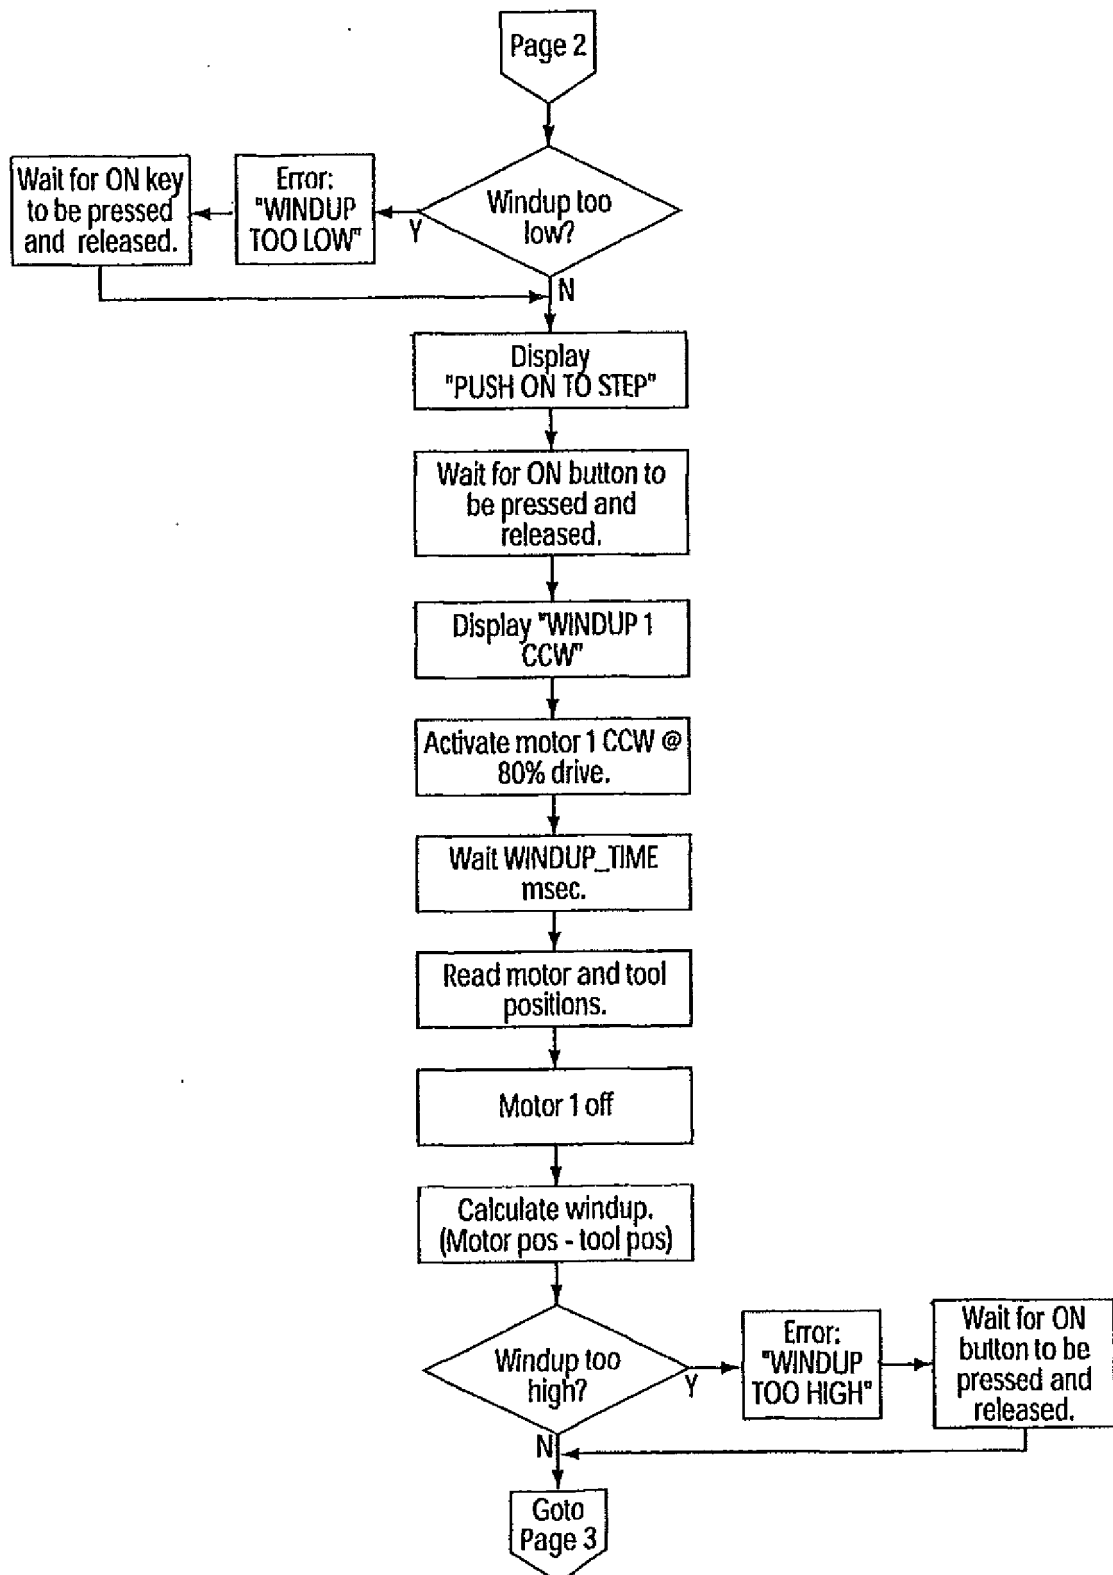 Page 2
Wait for ON key
to be pressed
and released.
Error:
"WINDUP
TOO LOW"
Y
Windup too
low?
N
Display
"PUSH ON TO STEP"
Wait for ON button to
be pressed and
released.
Display "WINDUP 1
CCW"
Activate motor 1 CCW @
80% drive.
Wait WINDUP_TIME
msec.
Read motor and tool
positions.
Motor 1 off
Calculate windup.
(Motor pos - tool pos)
Windup too
high?
Y
Error:
"WINDUP
TOO HIGH"
Wait for ON
button to be
pressed and
released.
N
Goto
Page 3